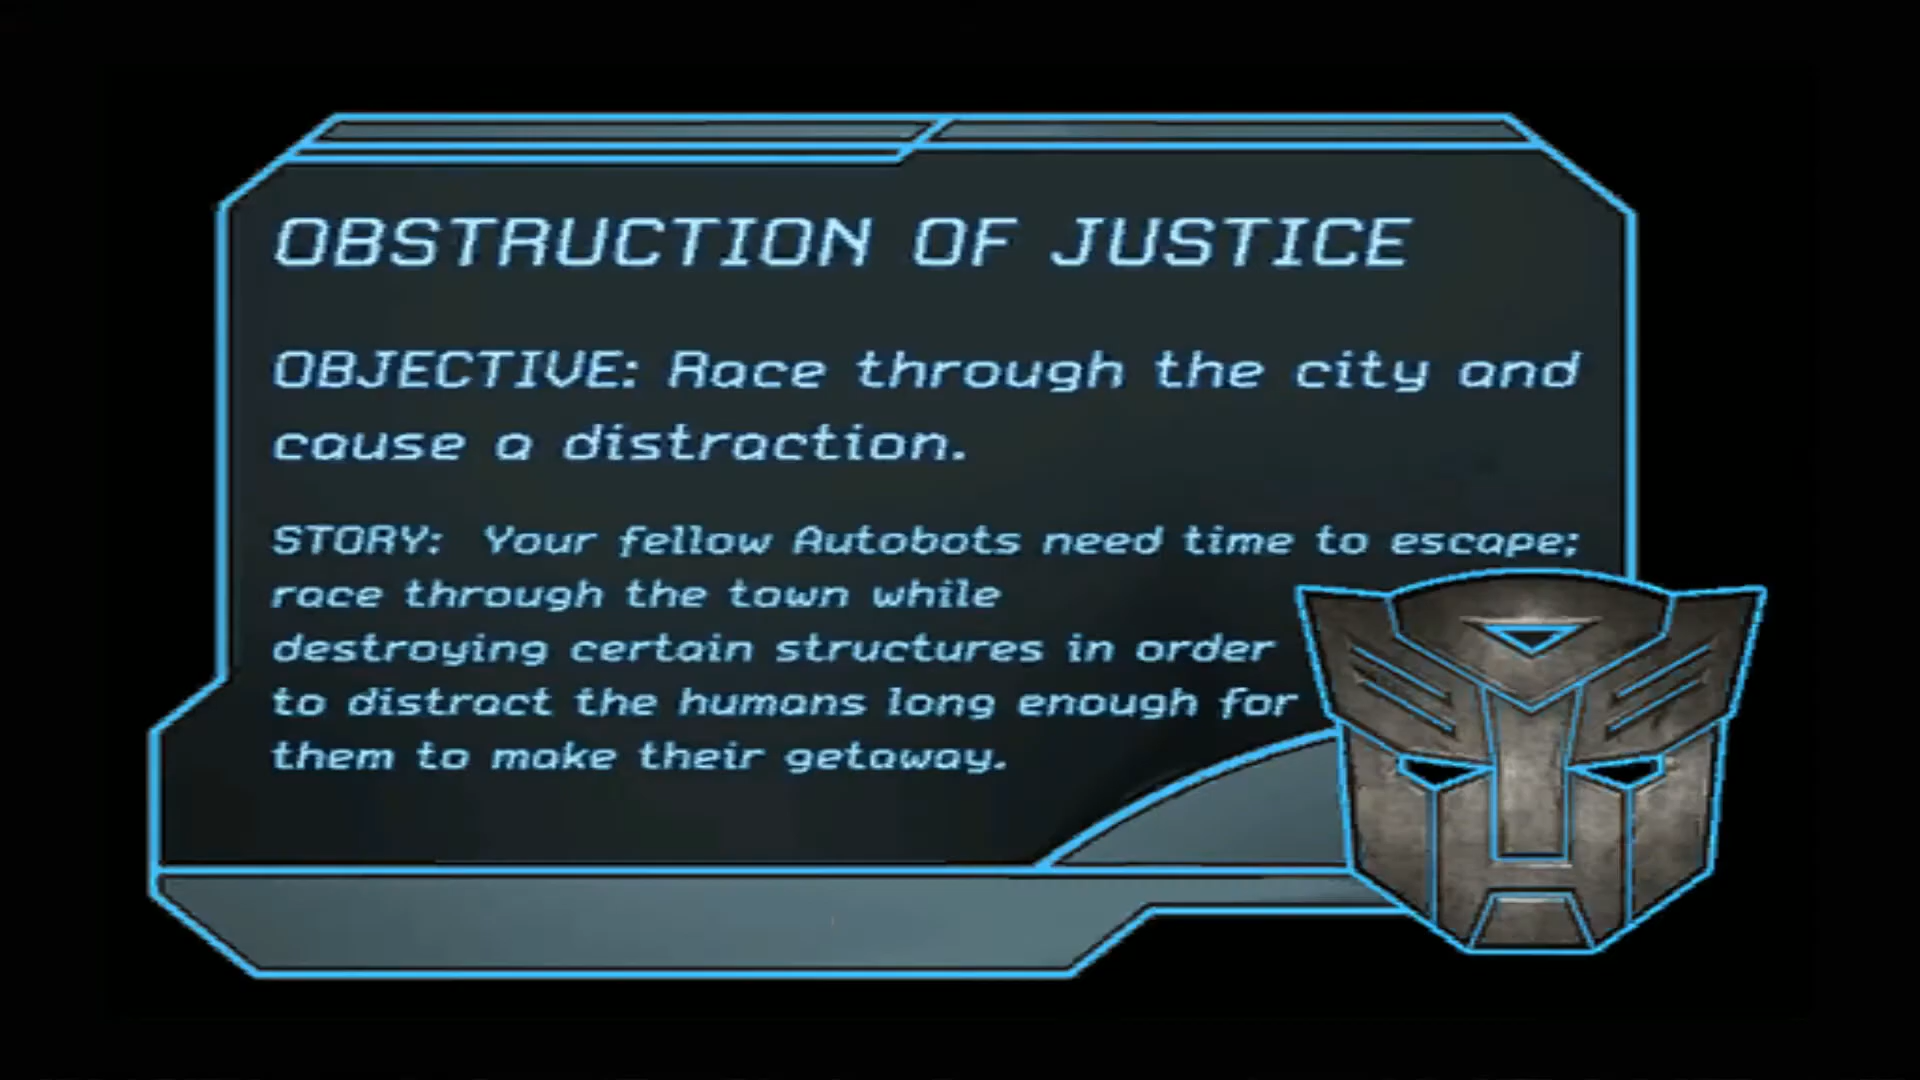 OBSTRUCTION OF JUSTICE
OBJECTIVE: Race through the city and
cause a distraction.
STORY: Your fellow Autobots need time to escape;
race through the town while
destroying certain structures in order
to distract the humans long enough for
them to make their getaway.